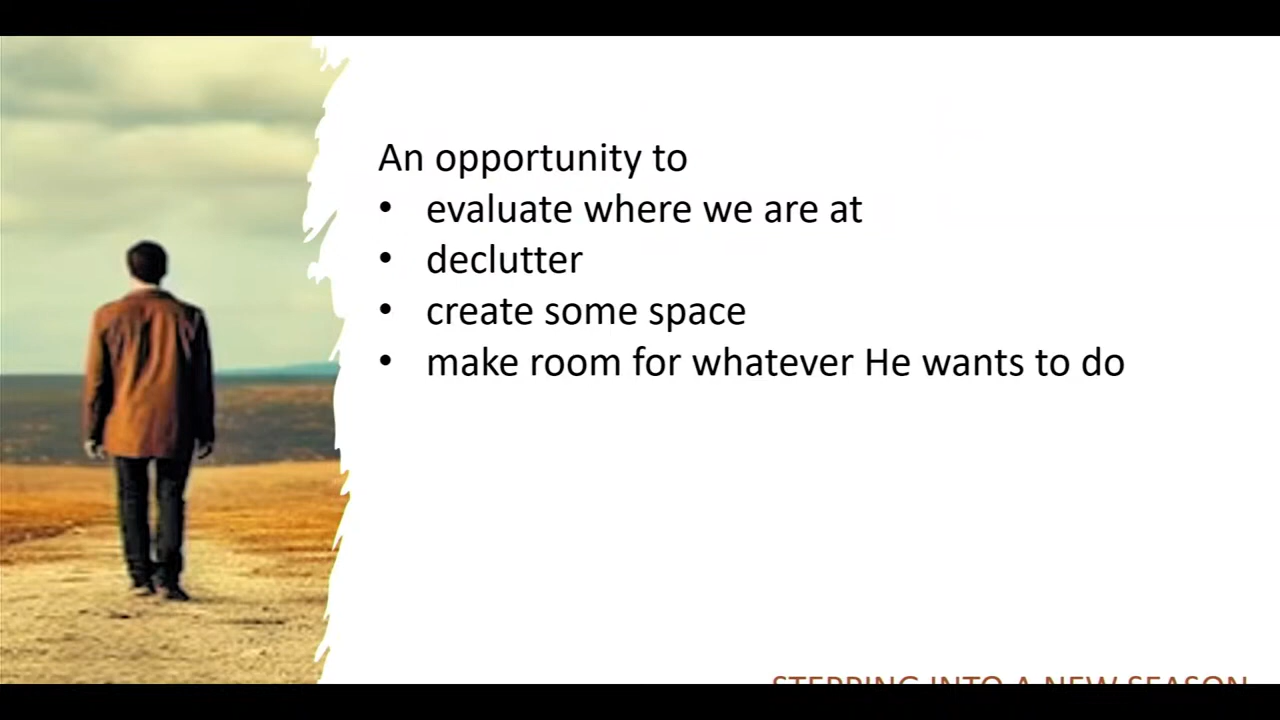 An opportunity to
• evaluate where we are at
• declutter
• create some space
• make room for whatever He wants to do
STEPPING INTO A NEW SEASON